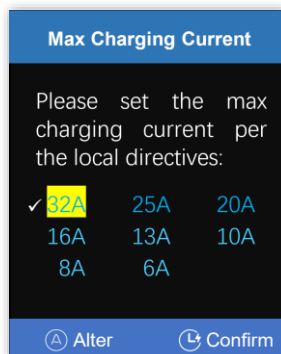 Max Charging Current
Please set the max
charging current per
the local directives:
✓ 32A 25A 20A
16A 13A 10A
8A 6A
A Alter Confirm